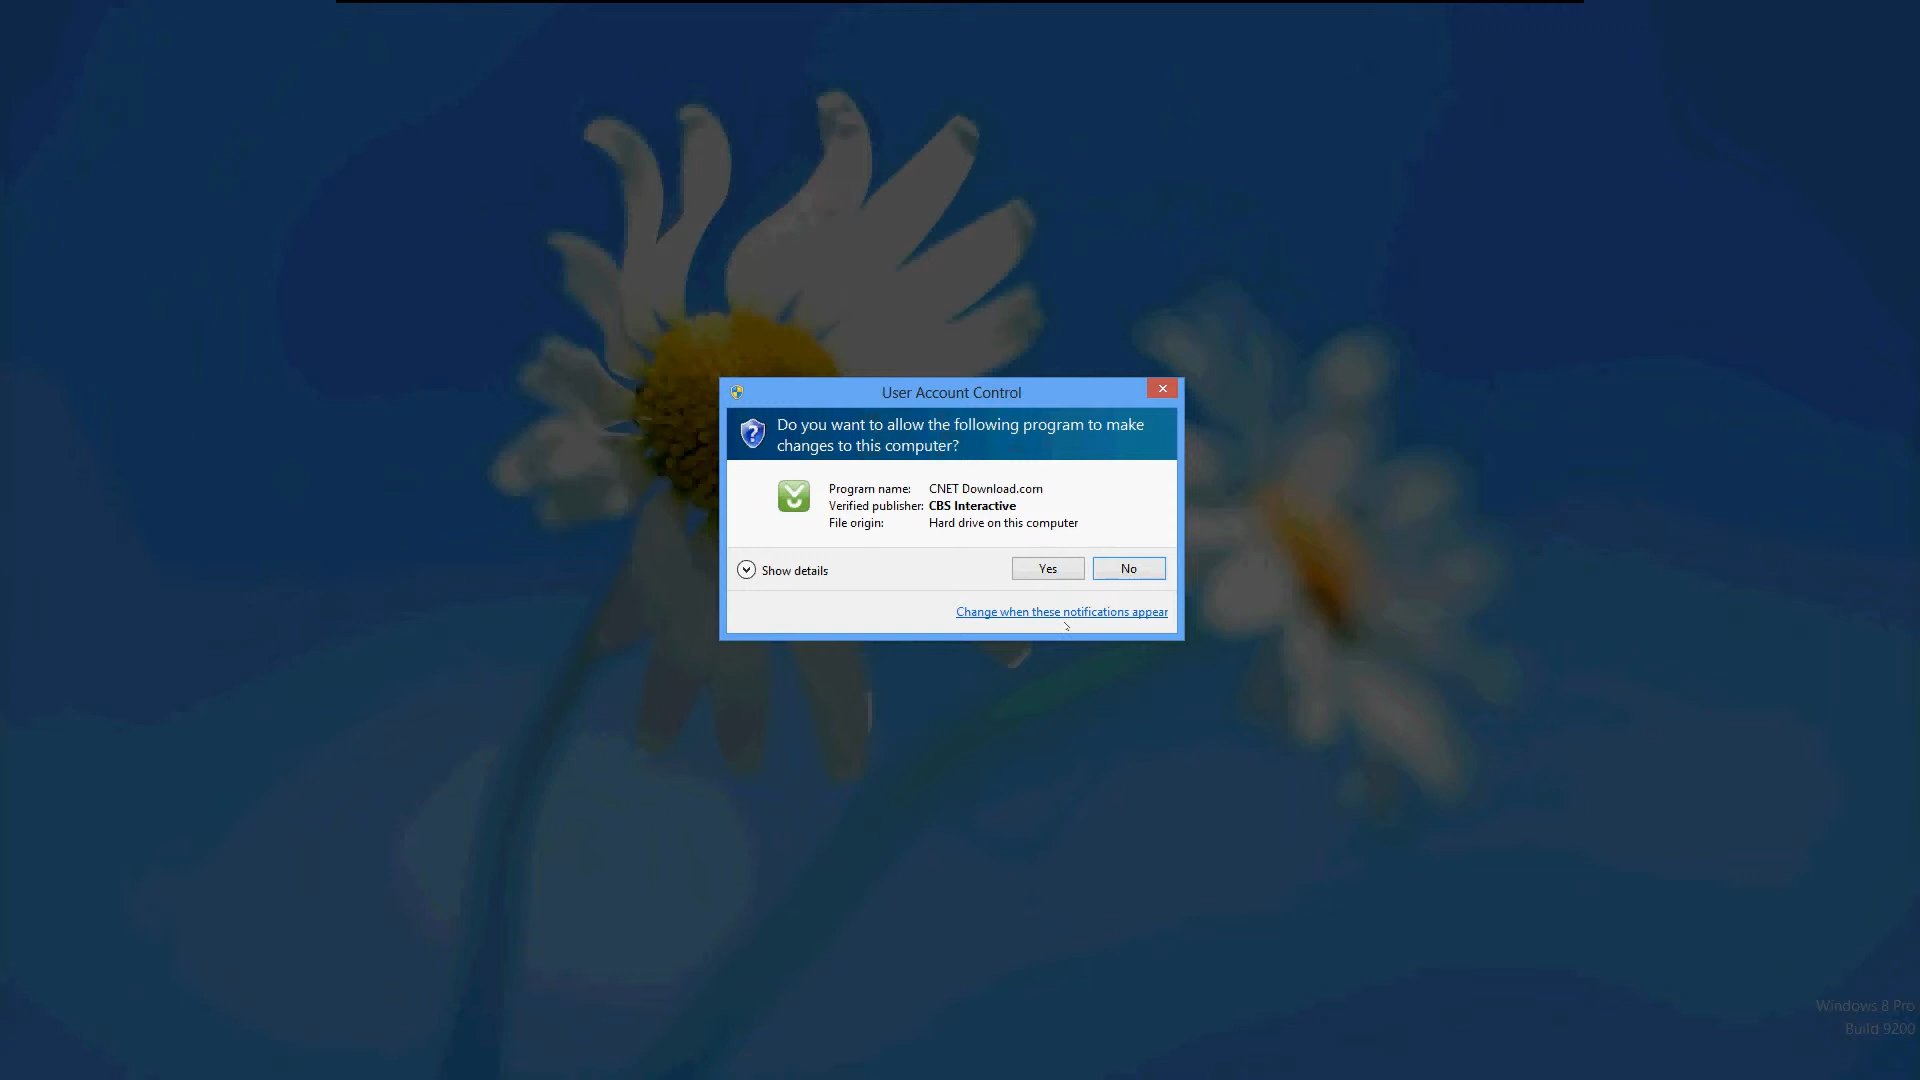 User Account Control
Do you want to allow the following program to make
changes to this computer?
Program name: CNET Download.com
Verified publisher: CBS Interactive
File origin: Hard drive on this computer
Show details
Yes
No
Change when these notifications appear
Windows 8 Pro
Build 9200